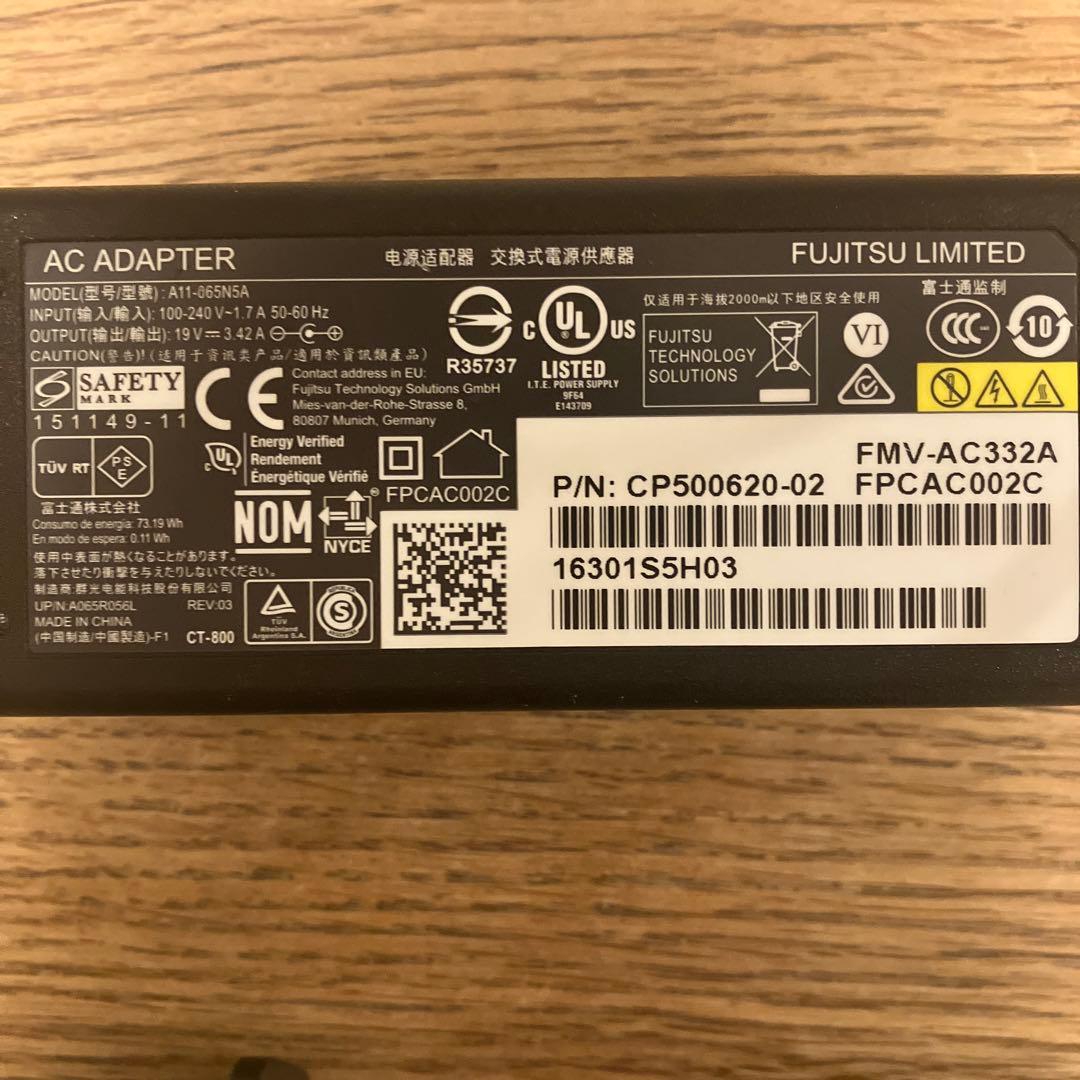 AC ADAPTER
电源适配器 交換式電源供應器
FUJITSU LIMITED
MODEL(型号/型號): A11-065N5A
INPUT(输入/輸入): 100-240 V~1.7 A 50-60 Hz
OUTPUT(输出/輸出): 19 V⎓ 3.42 A
CAUTION(警告)! (适用于资讯类产品/適用於資訊類產品)
SAFETY
MARK
151149-11
CE
Contact address in EU:
Fujitsu Technology Solutions GmbH
Mies-van-der-Rohe-Strasse 8,
80807 Munich, Germany
R35737
C UL US
®
LISTED
I.T.E. POWER SUPPLY
9F64
E143709
仅适用于海拔2000m以下地区安全使用
FUJITSU
TECHNOLOGY
SOLUTIONS
VI
富士通监制
CCC
10
TÜV RT
PS
E
UL
Energy Verified
Rendement
Énergétique Vérifié
FPCAC002C
富士通株式会社
Consumo de energía: 73.19 Wh
En modo de espera: 0.11 Wh
NOM
NYCE
®
使用中表面が熱くなることがあります。
落下させたり衝撃を与えたりしないでください。
制造商:群光电能科技股份有限公司
UP/N:A065R056L REV:03
MADE IN CHINA
(中国制造/中國製造)-F1 CT-800
TÜV
Rheinland
Argentina S.A.
S
FMV-AC332A
P/N: CP500620-02 FPCAC002C
16301S5H03